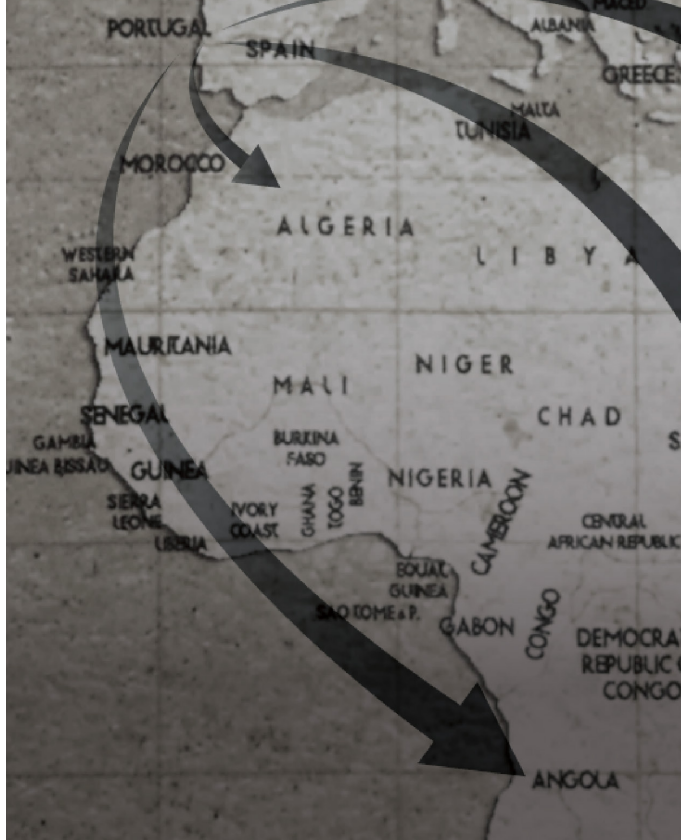 PORTUGAL
ALBANIA
SPAIN
GREECE
MALTA
TUNISIA
MOROCCO
ALGERIA
LIBYA
WESTERN
SAHARA
MAURITANIA
NIGER
MALI
CHAD
SENEGAL
GAMBIA
BURKINA
FASO
UINEA BISSAU
GUINEA
NIGERIA
BENIN
TOGO
GHANA
SIERRA
LEONE
IVORY
COAST
LIBERIA
CAMEROON
CENTRAL
AFRICAN REPUBLIC
EQUAT.
GUINEA
SAO TOME & P.
GABON
CONGO
DEMOCRA
REPUBLIC
CONGO
ANGOLA